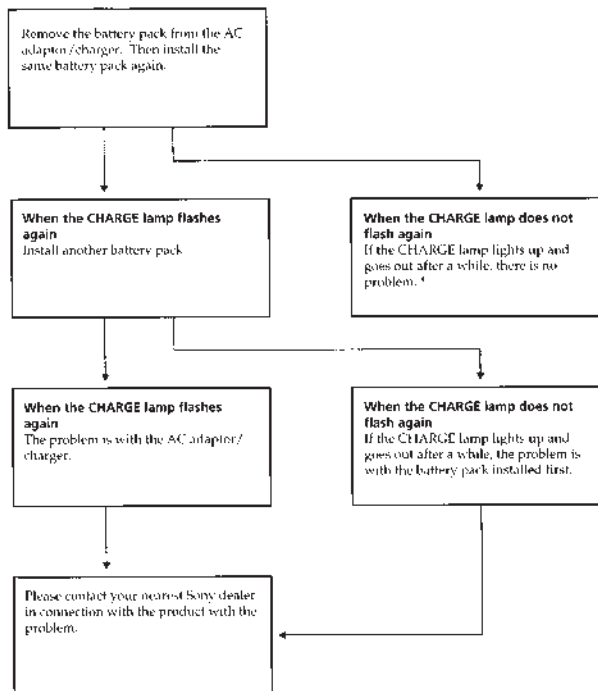 Remove the battery pack from the AC
adaptor/charger. Then install the
same battery pack again.
When the CHARGE lamp flashes
again
Install another battery pack
When the CHARGE lamp does not
flash again
If the CHARGE lamp lights up and
goes out after a while, there is no
problem.
When the CHARGE lamp flashes
again
The problem is with the AC adaptor/
charger.
When the CHARGE lamp does not
flash again
If the CHARGE lamp lights up and
goes out after a while, the problem is
with the battery pack installed first.
Please contact your nearest Sony dealer
in connection with the product with the
problem.